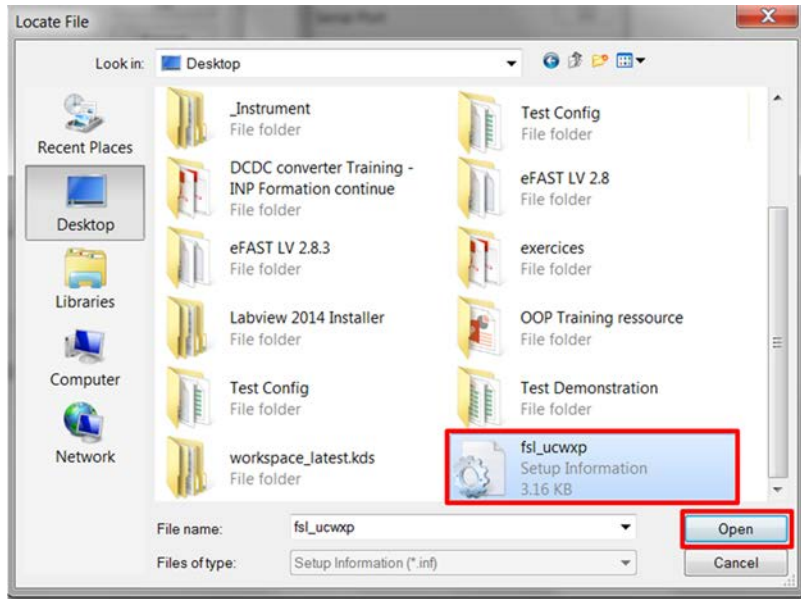 Locate File
Look in:
Desktop
Recent Places
Desktop
Libraries
Computer
Network
_Instrument
File folder
Test Config
File folder
DCDC converter Training -
INP Formation continue
File folder
eFAST LV 2.8
File folder
eFAST LV 2.8.3
File folder
exercices
File folder
Labview 2014 Installer
File folder
OOP Training ressource
File folder
Test Config
File folder
Test Demonstration
File folder
workspace_latest.kds
File folder
fsl_ucwxp
Setup Information
3.16 KB
File name:
fsl_ucwxp
Open
Files of type:
Setup Information (*.inf)
Cancel